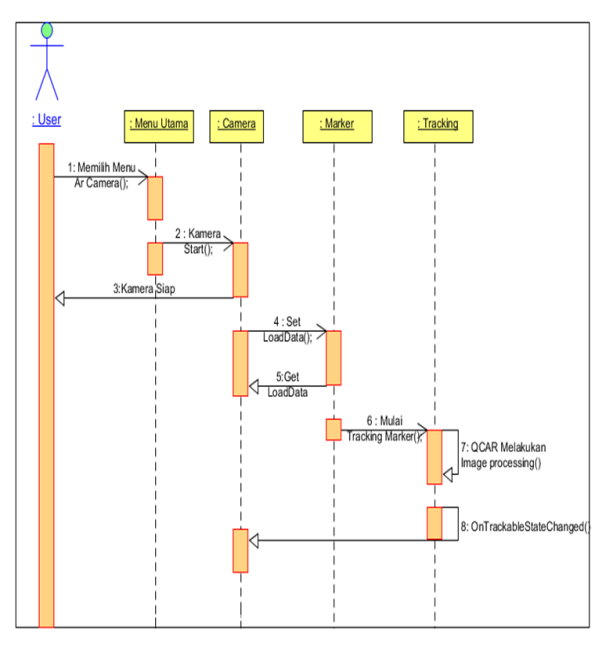 : User
: Menu Utama
: Camera
: Marker
: Tracking
1: Memilih Menu
Ar Camera();
2 : Kamera
Start();
3:Kamera Siap
4 : Set
LoadData();
5:Get
LoadData
6 : Mulai
Tracking Marker();
7: QCAR Melakukan
Image processing()
8: OnTrackableStateChanged()